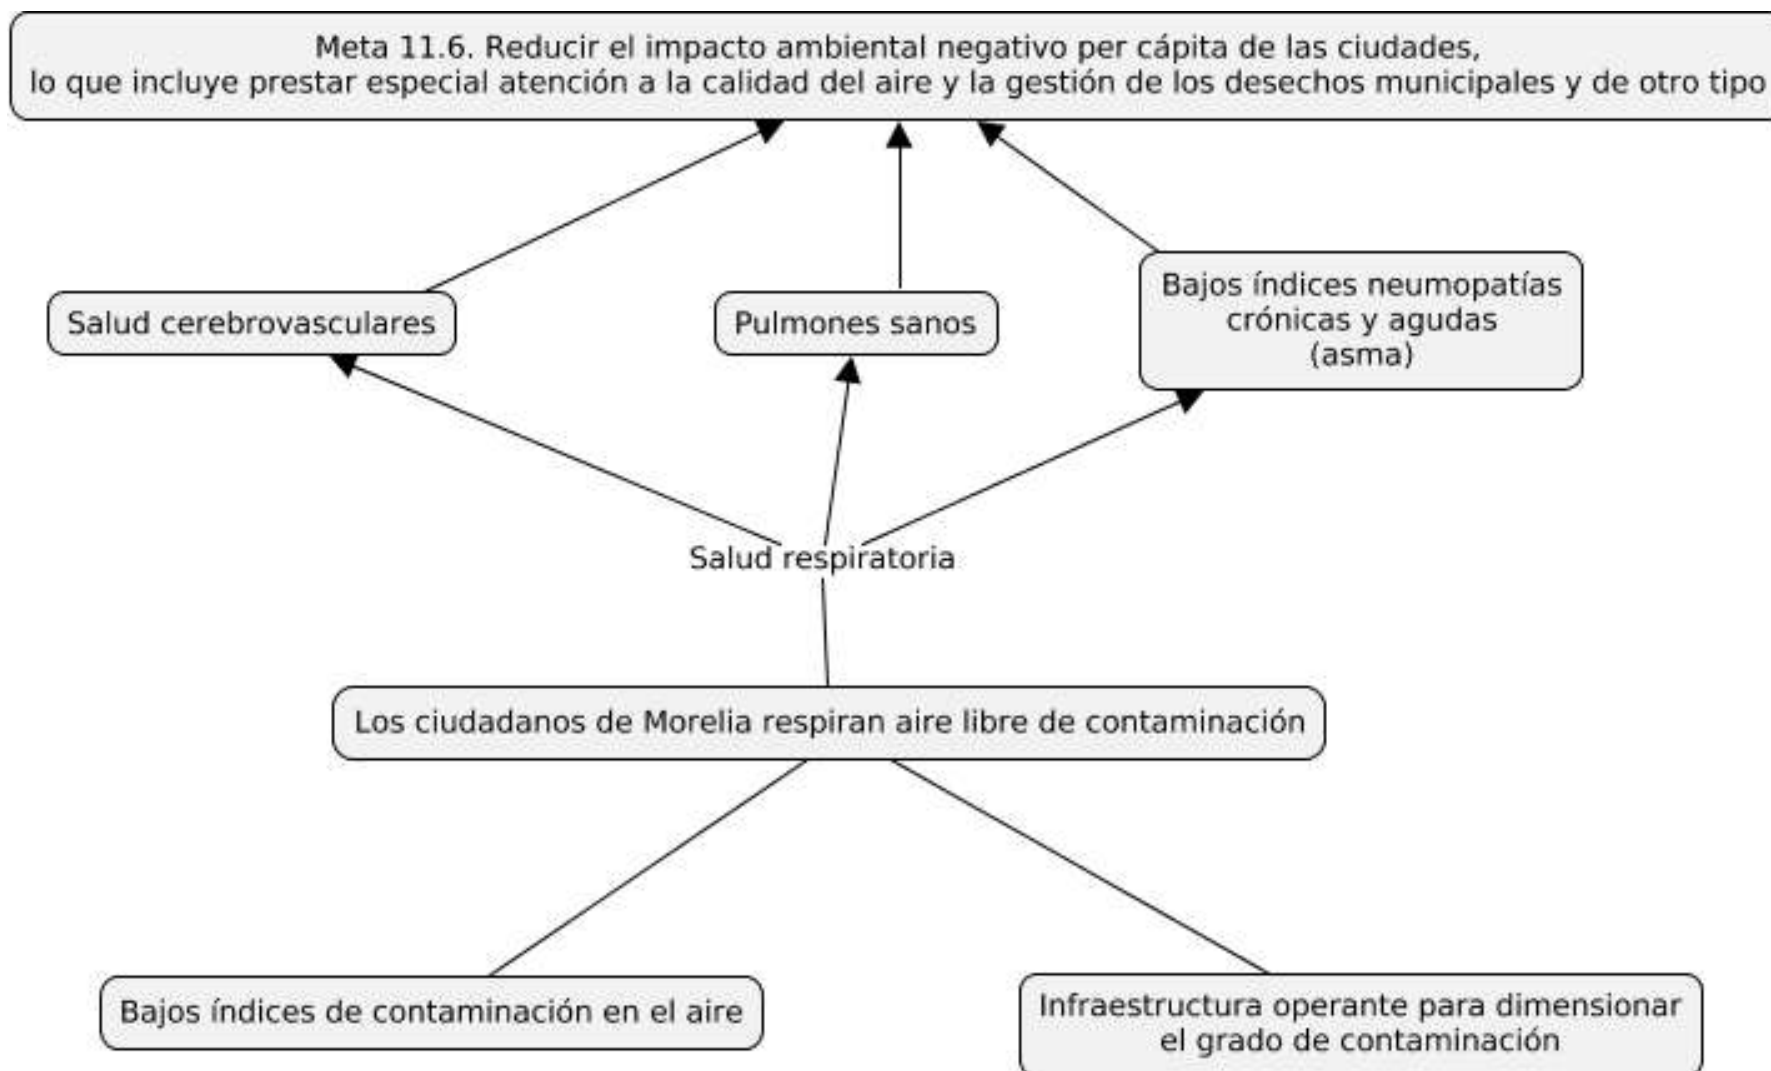 Meta 11.6. Reducir el impacto ambiental negativo per cápita de las ciudades,
lo que incluye prestar especial atención a la calidad del aire y la gestión de los desechos municipales y de otro tipo
Salud cerebrovasculares
Pulmones sanos
Bajos índices neumopatías
crónicas y agudas
(asma)
Salud respiratoria
Los ciudadanos de Morelia respiran aire libre de contaminación
Bajos índices de contaminación en el aire
Infraestructura operante para dimensionar
el grado de contaminación